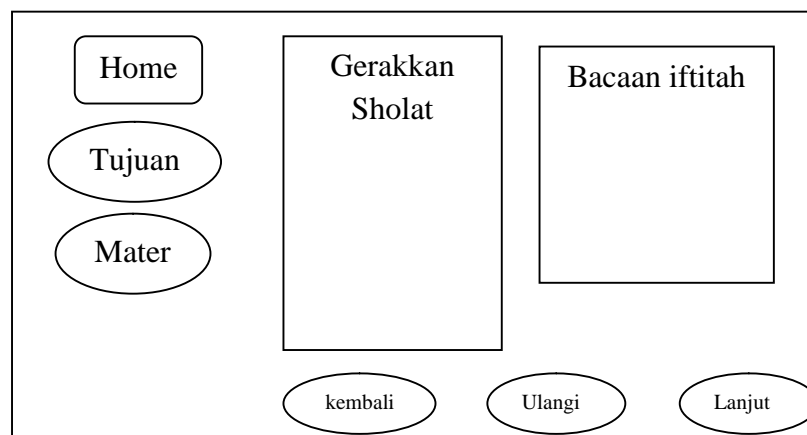 Home
Tujuan
Mater
Gerakkan
Sholat
Bacaan iftitah
kembali
Ulangi
Lanjut